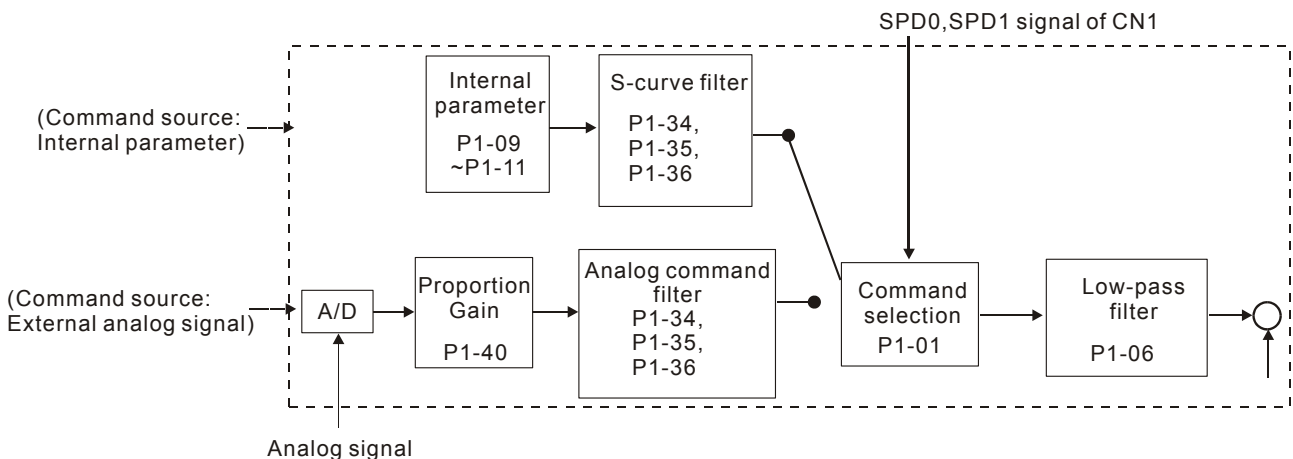 SPD0,SPD1 signal of CN1
(Command source:
Internal parameter)
Internal
parameter
P1-09
~P1-11
S-curve filter
P1-34,
P1-35,
P1-36
(Command source:
External analog signal)
A/D
Proportion
Gain
P1-40
Analog command
filter
P1-34,
P1-35,
P1-36
Command
selection
P1-01
Low-pass
filter
P1-06
Analog signal